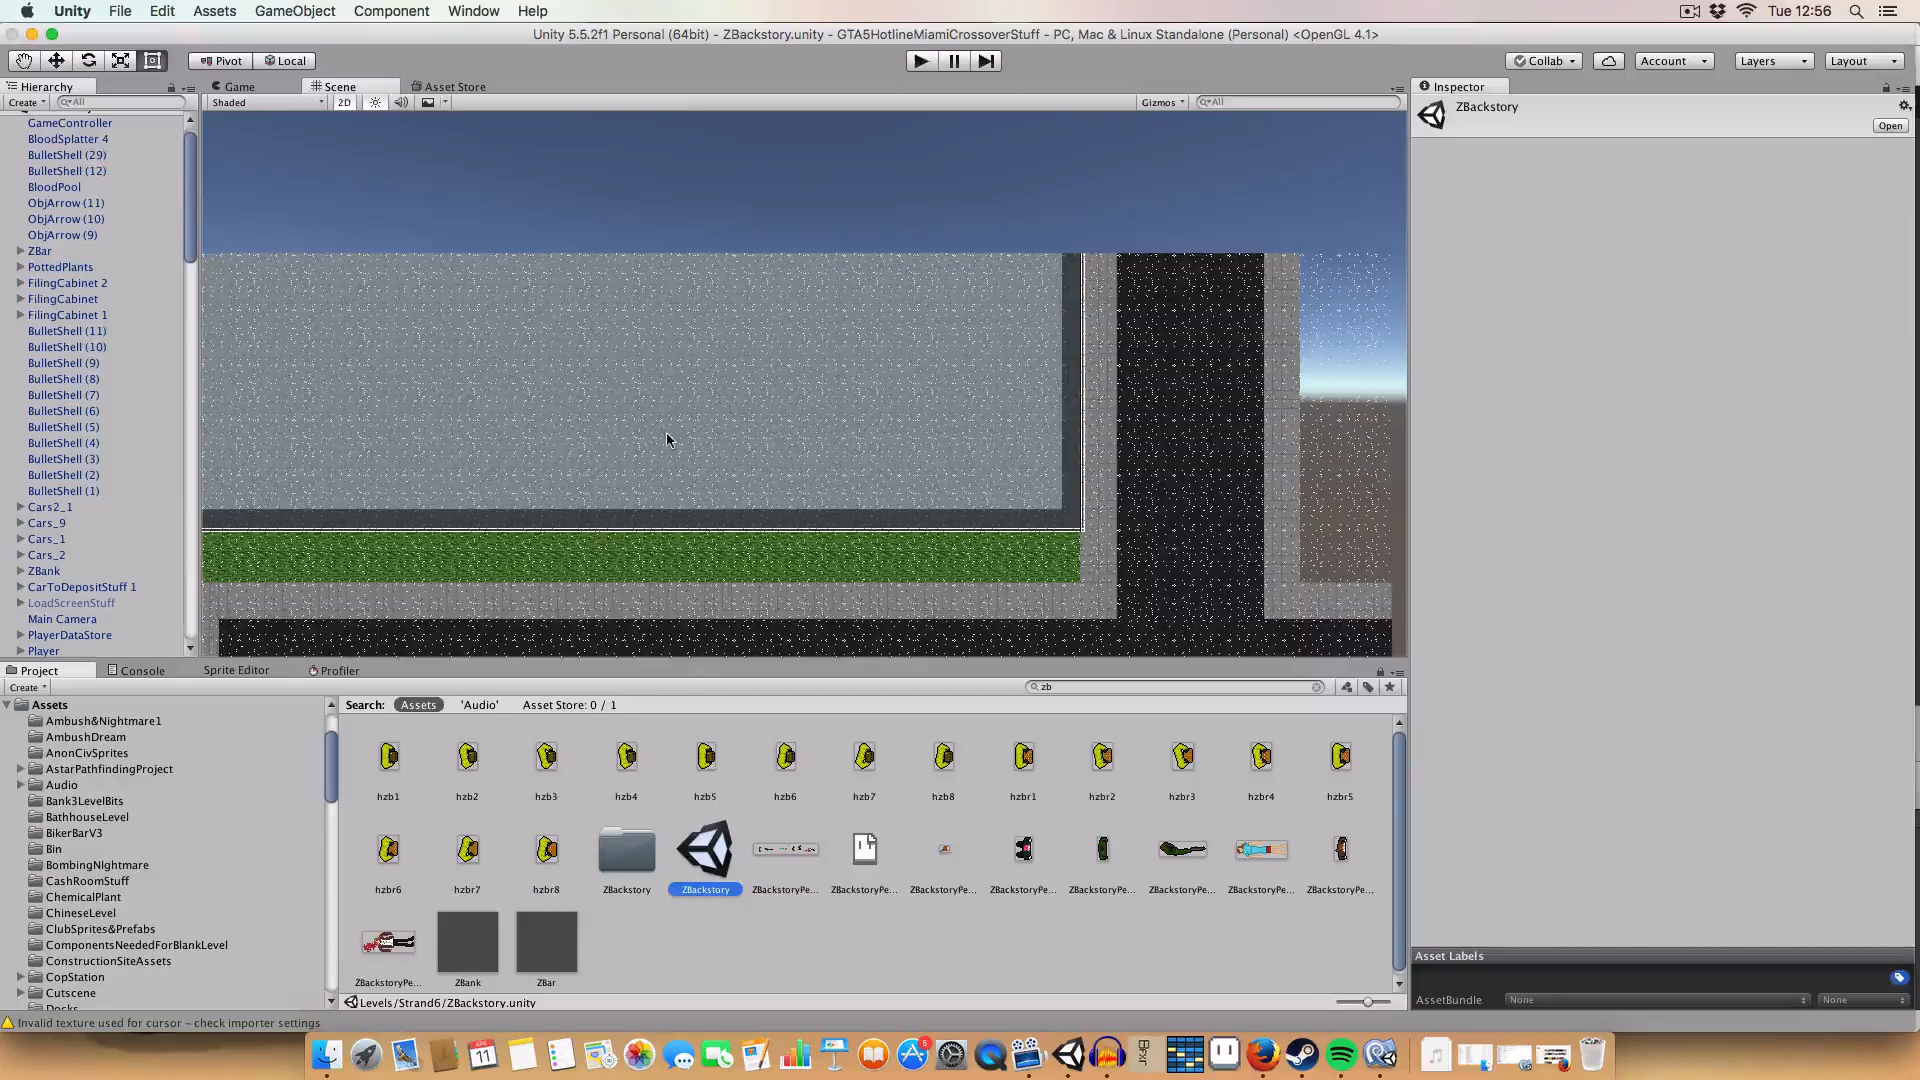 Unity File Edit Assets GameObject Component Window Help Tue 12:56
Unity 5.5.2f1 Personal (64bit) - ZBackstory.unity - GTA5HotlineMiamiCrossoverStuff - PC, Mac & Linux Standalone (Personal) <OpenGL 4.1>
Pivot Local Collab Account Layers Layout
Hierarchy Game Scene Asset Store Inspector
Create All Shaded 2D Gizmos All
ZBackstory
Open
GameController
BloodSplatter 4
BulletShell (29)
BulletShell (12)
BloodPool
ObjArrow (11)
ObjArrow (10)
ObjArrow (9)
ZBar
PottedPlants
FilingCabinet 2
FilingCabinet
FilingCabinet 1
BulletShell (11)
BulletShell (10)
BulletShell (9)
BulletShell (8)
BulletShell (7)
BulletShell (6)
BulletShell (5)
BulletShell (4)
BulletShell (3)
BulletShell (2)
BulletShell (1)
Cars2_1
Cars_9
Cars_1
Cars_2
ZBank
CarToDepositStuff 1
LoadScreenStuff
Main Camera
PlayerDataStore
Player
Project Console Sprite Editor Profiler
Create zb
Assets
Ambush&Nightmare1
AmbushDream
AnonCivSprites
AstarPathfindingProject
Audio
Bank3LevelBits
BathhouseLevel
BikerBarV3
Bin
BombingNIghtmare
CashRoomStuff
ChemicalPlant
ChineseLevel
ClubSprites&Prefabs
ComponentsNeededForBlankLevel
ConstructionSiteAssets
CopStation
Cutscene
Docks
Search: Assets 'Audio' Asset Store: 0 / 1
hzb1 hzb2 hzb3 hzb4 hzb5 hzb6 hzb7 hzb8 hzbr1 hzbr2 hzbr3 hzbr4 hzbr5
hzbr6 hzbr7 hzbr8 ZBackstory ZBackstory ZBackstoryPe... ZBackstoryPe... ZBackstoryPe... ZBackstoryPe... ZBackstoryPe... ZBackstoryPe... ZBackstoryPe... ZBackstoryPe...
ZBackstoryPe... ZBank ZBar
Levels/Strand6/ZBackstory.unity
Asset Labels
AssetBundle None None
Invalid texture used for cursor - check importer settings
11
5
Bfxr